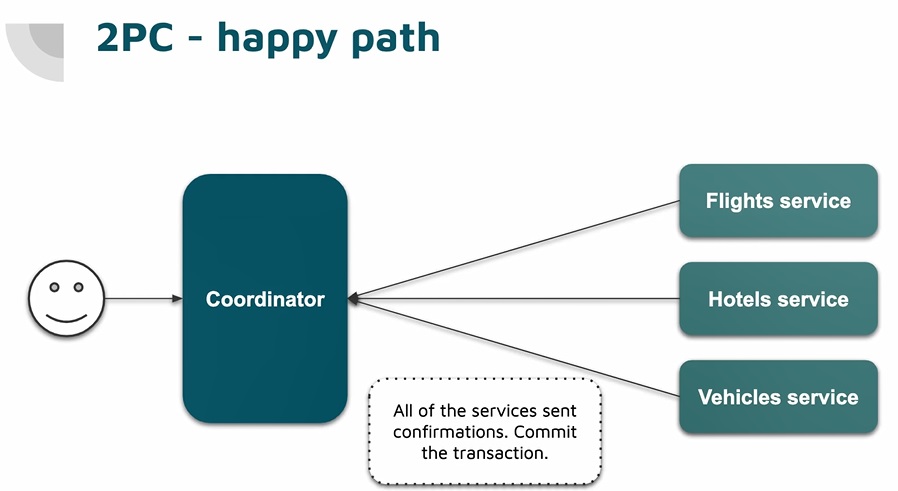 2PC - happy path
Flights service
Coordinator
Hotels service
Vehicles service
All of the services sent
confirmations. Commit
the transaction.